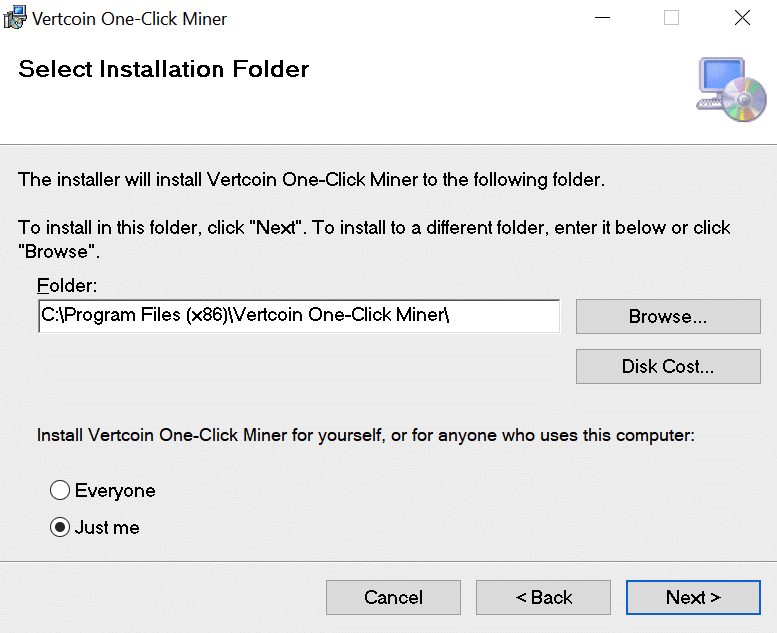 Vertcoin One-Click Miner
Select Installation Folder
The installer will install Vertcoin One-Click Miner to the following folder.
To install in this folder, click "Next". To install to a different folder, enter it below or click
"Browse".
Folder:
C:\Program Files (x86)\Vertcoin One-Click Miner\
Browse...
Disk Cost...
Install Vertcoin One-Click Miner for yourself, or for anyone who uses this computer:
Everyone
Just me
Cancel
< Back
Next >